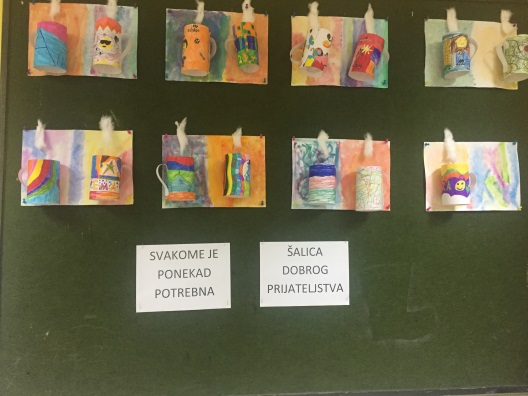 SVAKOME JE
PONEKAD
POTREBNA
ŠALICA
DOBROG
PRIJATELJSTVA